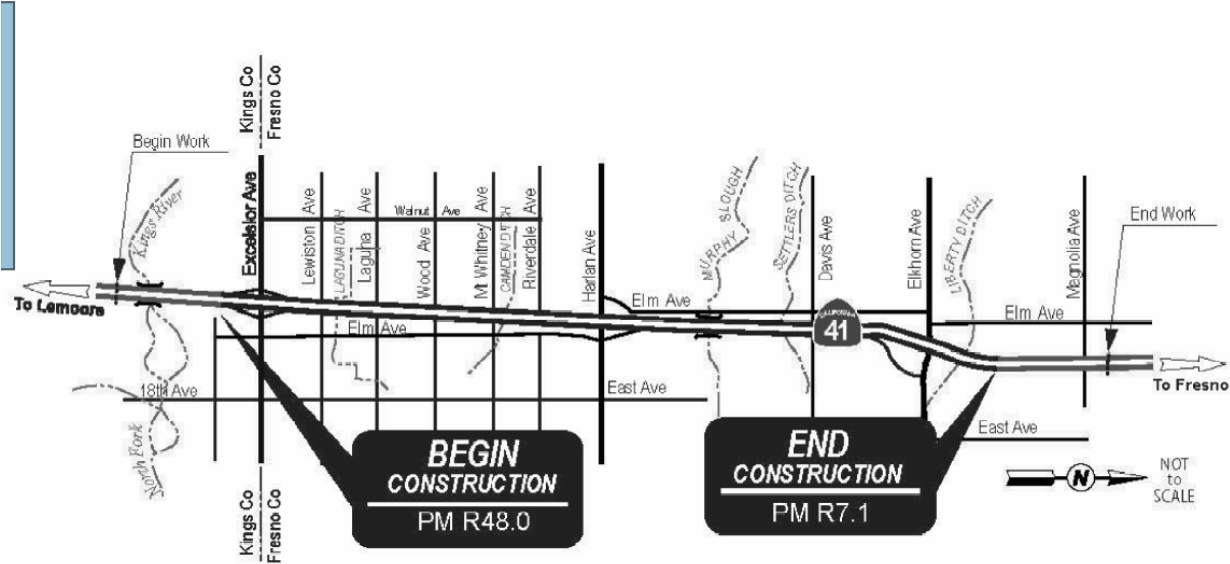 Kings Co
Fresno Co
Begin Work
Kings River
Excelsior Ave
Lewiston Ave
LAGUNA DITCH
Laguna Ave
Walnut Ave
Wood Ave
Mt Whitney Ave
CAMDEN DITCH
Riverdale Ave
Harlan Ave
MURPHY SLOUGH
SETTLERS DITCH
Davis Ave
Elkhorn Ave
LIBERTY DITCH
Magnolia Ave
End Work
To Lemoore
Elm Ave
Elm Ave
CALIFORNIA
41
Elm Ave
To Fresno
18th Ave
East Ave
East Ave
North Fork
BEGIN
CONSTRUCTION
PM R48.0
END
CONSTRUCTION
PM R7.1
N
NOT
to
SCALE
Kings Co
Fresno Co